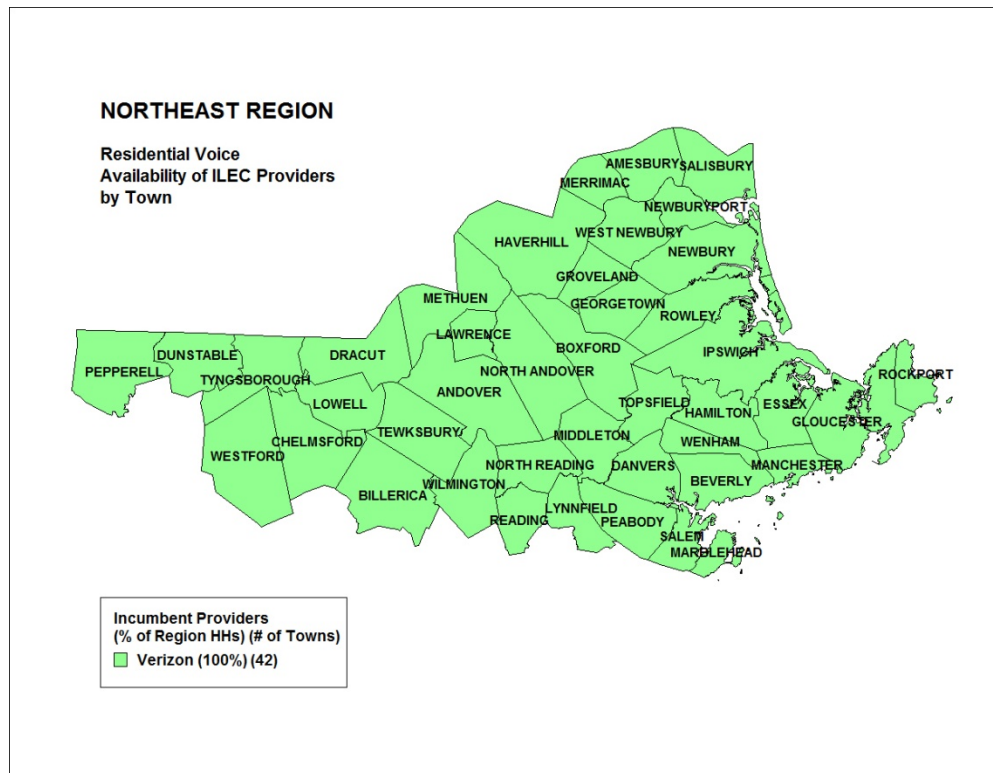 NORTHEAST REGION
Residential Voice
Availability of ILEC Providers
by Town
AMESBURY
SALISBURY
MERRIMAC
NEWBURYPORT
WEST NEWBURY
HAVERHILL
NEWBURY
GROVELAND
METHUEN
GEORGETOWN
ROWLEY
LAWRENCE
DUNSTABLE
DRACUT
BOXFORD
IPSWICH
PEPPERELL
NORTH ANDOVER
ROCKPORT
TYNGSBOROUGH
ANDOVER
LOWELL
TOPSFIELD
ESSEX
HAMILTON
GLOUCESTER
TEWKSBURY
MIDDLETON
CHELMSFORD
WENHAM
WESTFORD
NORTH READING
DANVERS
MANCHESTER
WILMINGTON
BEVERLY
BILLERICA
LYNNFIELD
READING
PEABODY
SALEM
MARBLEHEAD
Incumbent Providers
(% of Region HHs) (# of Towns)
Verizon (100%) (42)